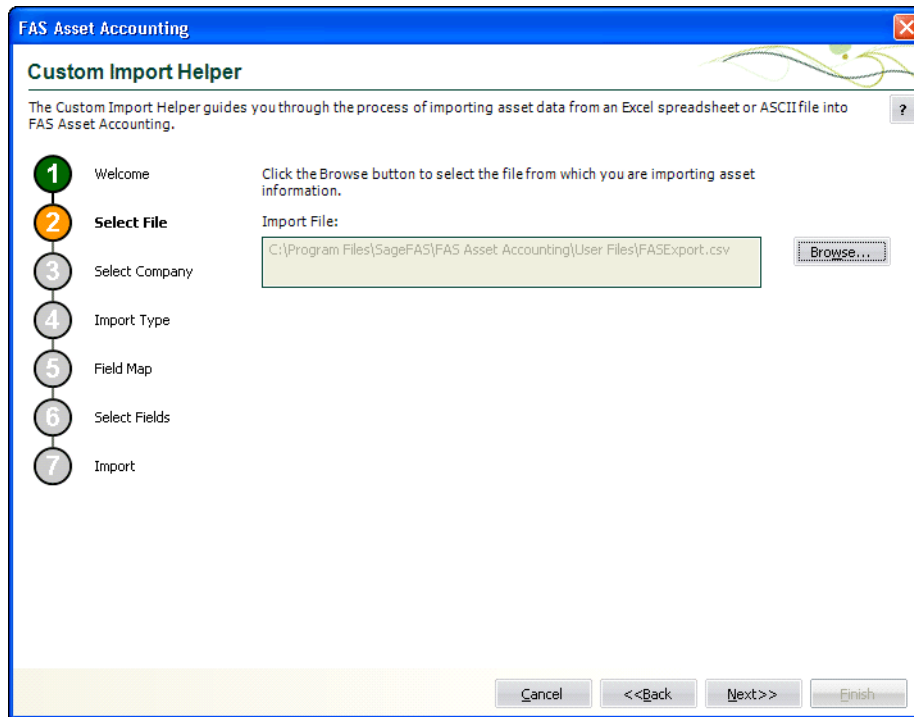 FAS Asset Accounting
Custom Import Helper
The Custom Import Helper guides you through the process of importing asset data from an Excel spreadsheet or ASCII file into
FAS Asset Accounting.
?
1 Welcome
Click the Browse button to select the file from which you are importing asset
information.
2 Select File
Import File:
C:\Program Files\SageFAS\FAS Asset Accounting\User Files\FASExport.csv
Browse...
3 Select Company
4 Import Type
5 Field Map
6 Select Fields
7 Import
Cancel
<<Back
Next>>
Finish